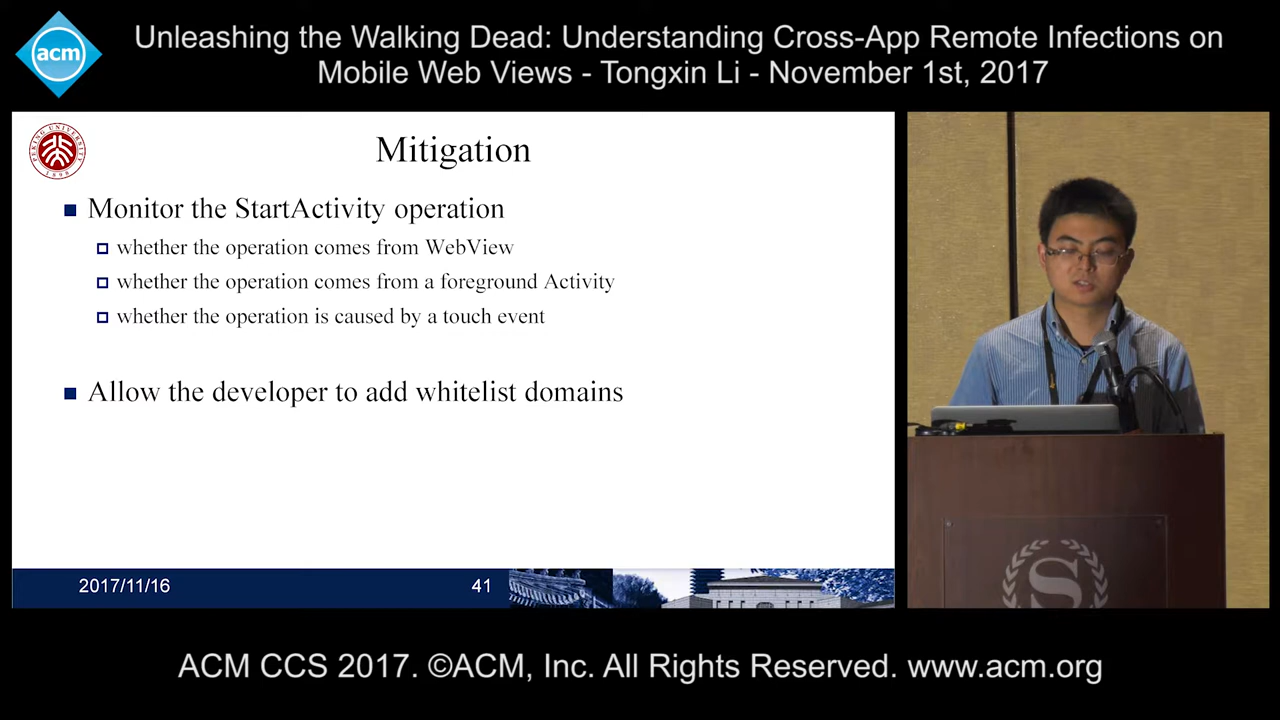 acm
Unleashing the Walking Dead: Understanding Cross-App Remote Infections on
Mobile Web Views - Tongxin Li - November 1st, 2017
PEKING UNIVERSITY
1898
Mitigation
Monitor the StartActivity operation
whether the operation comes from WebView
whether the operation comes from a foreground Activity
whether the operation is caused by a touch event
Allow the developer to add whitelist domains
2017/11/16
41
S
ACM CCS 2017. ©ACM, Inc. All Rights Reserved. www.acm.org